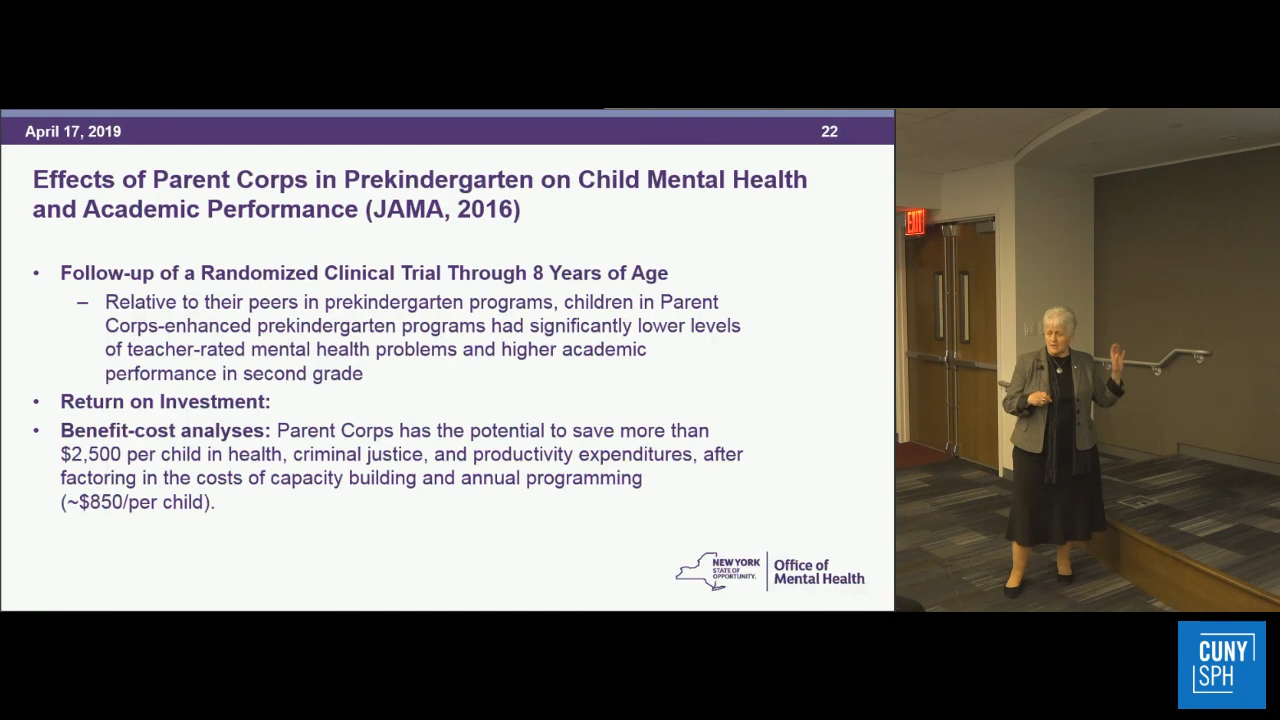 April 17, 2019
22
Effects of Parent Corps in Prekindergarten on Child Mental Health
and Academic Performance (JAMA, 2016)
• Follow-up of a Randomized Clinical Trial Through 8 Years of Age
– Relative to their peers in prekindergarten programs, children in Parent
Corps-enhanced prekindergarten programs had significantly lower levels
of teacher-rated mental health problems and higher academic
performance in second grade
• Return on Investment:
• Benefit-cost analyses: Parent Corps has the potential to save more than
$2,500 per child in health, criminal justice, and productivity expenditures, after
factoring in the costs of capacity building and annual programming
(~$850/per child).
NEW YORK
STATE OF
OPPORTUNITY.
Office of
Mental Health
EXIT
CUNY
SPH